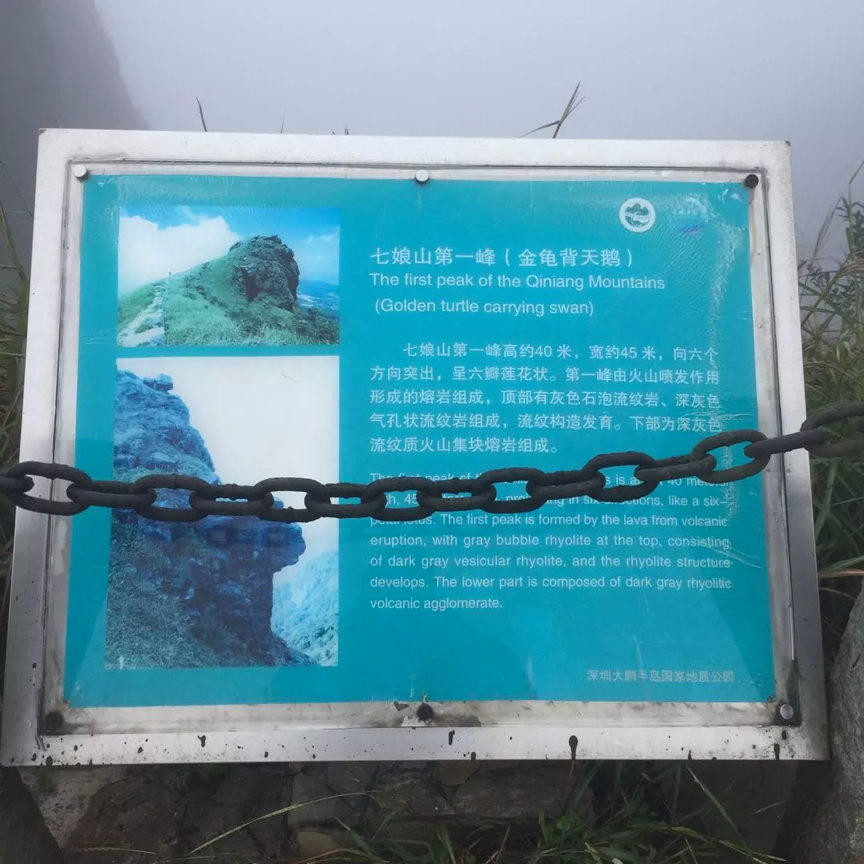 七娘山第一峰（金龟背天鹅）
The first peak of the Qiniang Mountains
(Golden turtle carrying swan)
七娘山第一峰高约40 米，宽约45 米，向六个
方向突出，呈六瓣莲花状。第一峰由火山喷发作用
形成的熔岩组成，顶部有灰色石泡流纹岩、深灰色
气孔状流纹岩组成，流纹构造发育。下部为深灰色
流纹质火山集块熔岩组成。
The first peak of is 40
45 in six directions, like a six-
petal lotus. The first peak is formed by the lava from volcanic
eruption, with gray bubble rhyolite at the top, consisting
of dark gray vesicular rhyolite, and the rhyolite structure
develops. The lower part is composed of dark gray rhyolitic
volcanic agglomerate.
深圳大鹏半岛国家地质公园